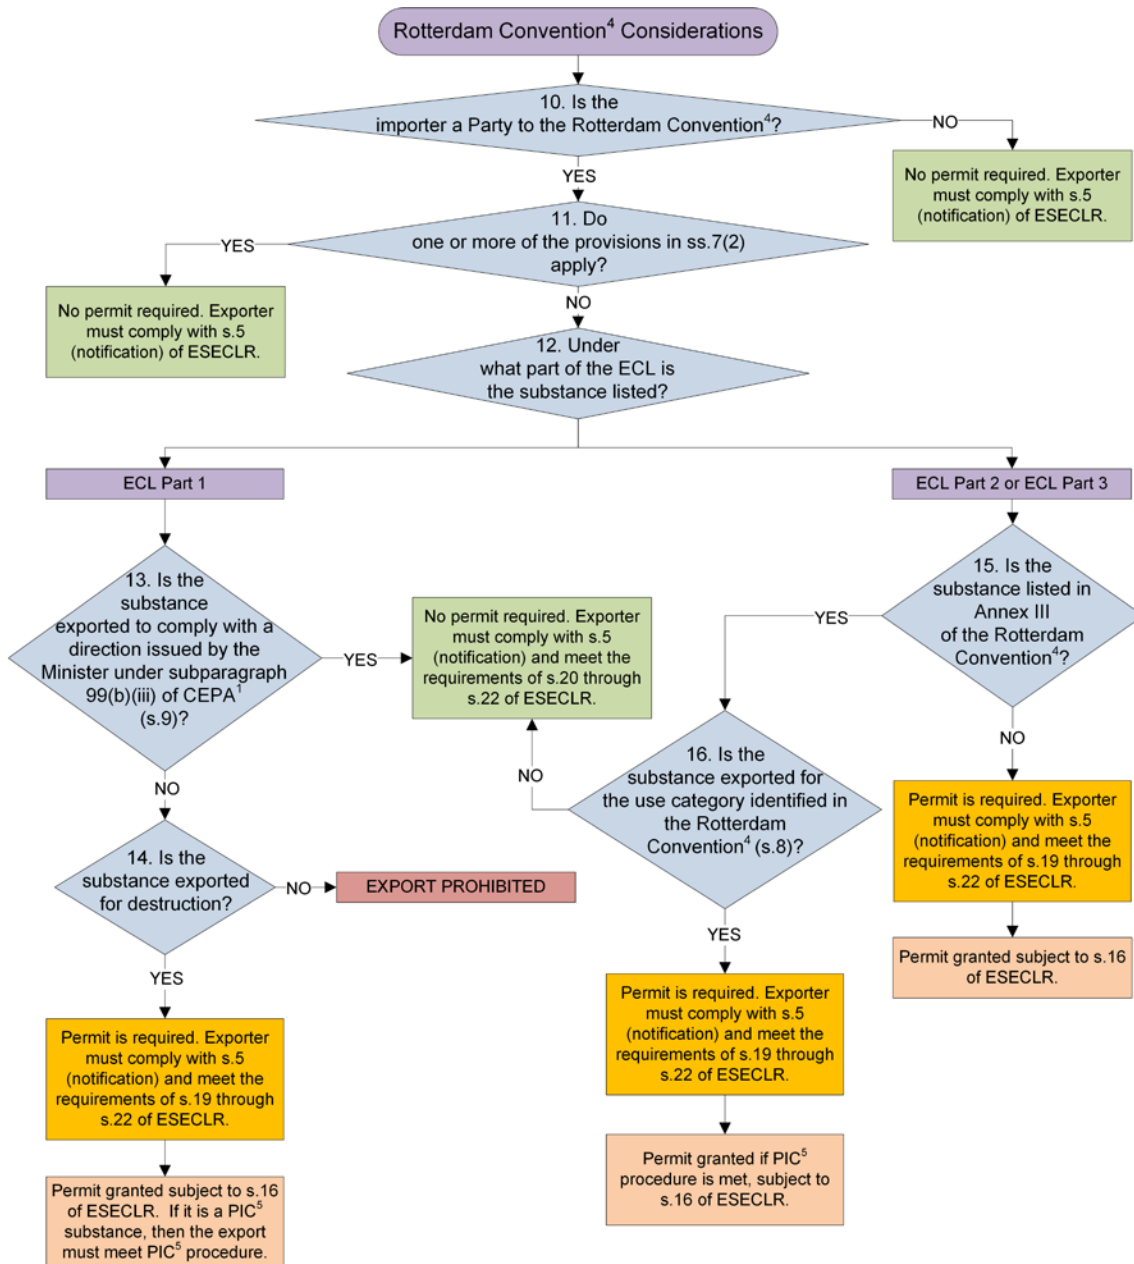 Rotterdam Convention4 Considerations
10. Is the
importer a Party to the Rotterdam Convention4?
NO
No permit required. Exporter
must comply with s.5
(notification) of ESECLR.
YES
11. Do
one or more of the provisions in ss.7(2)
apply?
YES
No permit required. Exporter
must comply with s.5
(notification) of ESECLR.
NO
12. Under
what part of the ECL is
the substance listed?
ECL Part 1
ECL Part 2 or ECL Part 3
13. Is the
substance
exported to comply with a
direction issued by the
Minister under subparagraph
99(b)(iii) of CEPA1
(s.9)?
YES
No permit required. Exporter
must comply with s.5
(notification) and meet the
requirements of s.20 through
s.22 of ESECLR.
YES
15. Is the
substance listed in
Annex III
of the Rotterdam
Convention4?
NO
14. Is the
substance exported
for destruction?
NO
EXPORT PROHIBITED
NO
16. Is the
substance exported for
the use category identified in
the Rotterdam
Convention4 (s.8)?
NO
Permit is required. Exporter
must comply with s.5
(notification) and meet the
requirements of s.19 through
s.22 of ESECLR.
Permit granted subject to s.16
of ESECLR.
YES
Permit is required. Exporter
must comply with s.5
(notification) and meet the
requirements of s.19 through
s.22 of ESECLR.
Permit granted subject to s.16
of ESECLR. If it is a PIC5
substance, then the export
must meet PIC5 procedure.
YES
Permit is required. Exporter
must comply with s.5
(notification) and meet the
requirements of s.19 through
s.22 of ESECLR.
Permit granted if PIC5
procedure is met, subject to
s.16 of ESECLR.